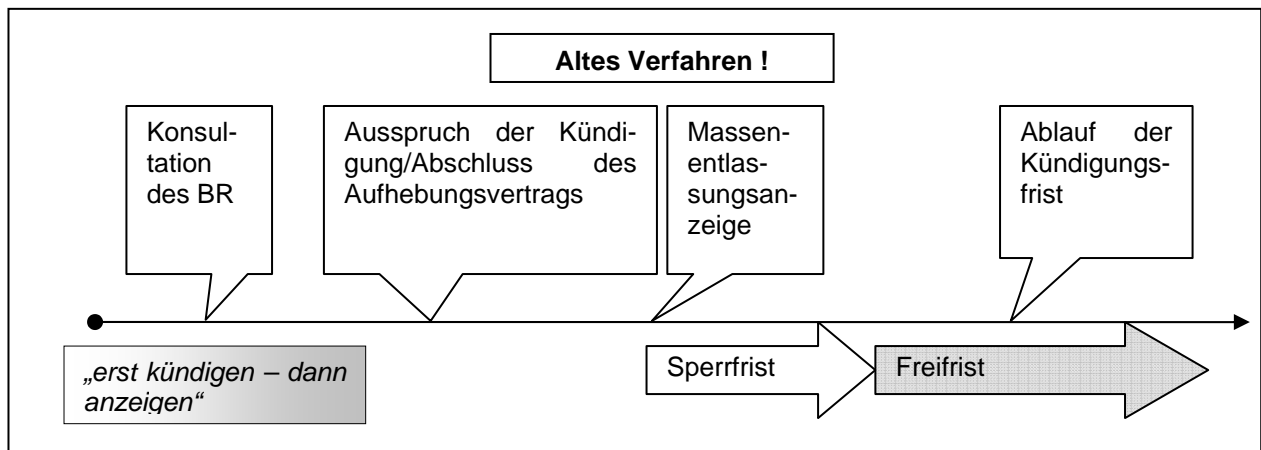 Altes Verfahren !
Konsul-
tation
des BR
Ausspruch der Kündi-
gung/Abschluss des
Aufhebungsvertrags
Massen-
entlas-
sungsan-
zeige
Ablauf der
Kündigungs-
frist
„erst kündigen – dann
anzeigen“
Sperrfrist
Freifrist